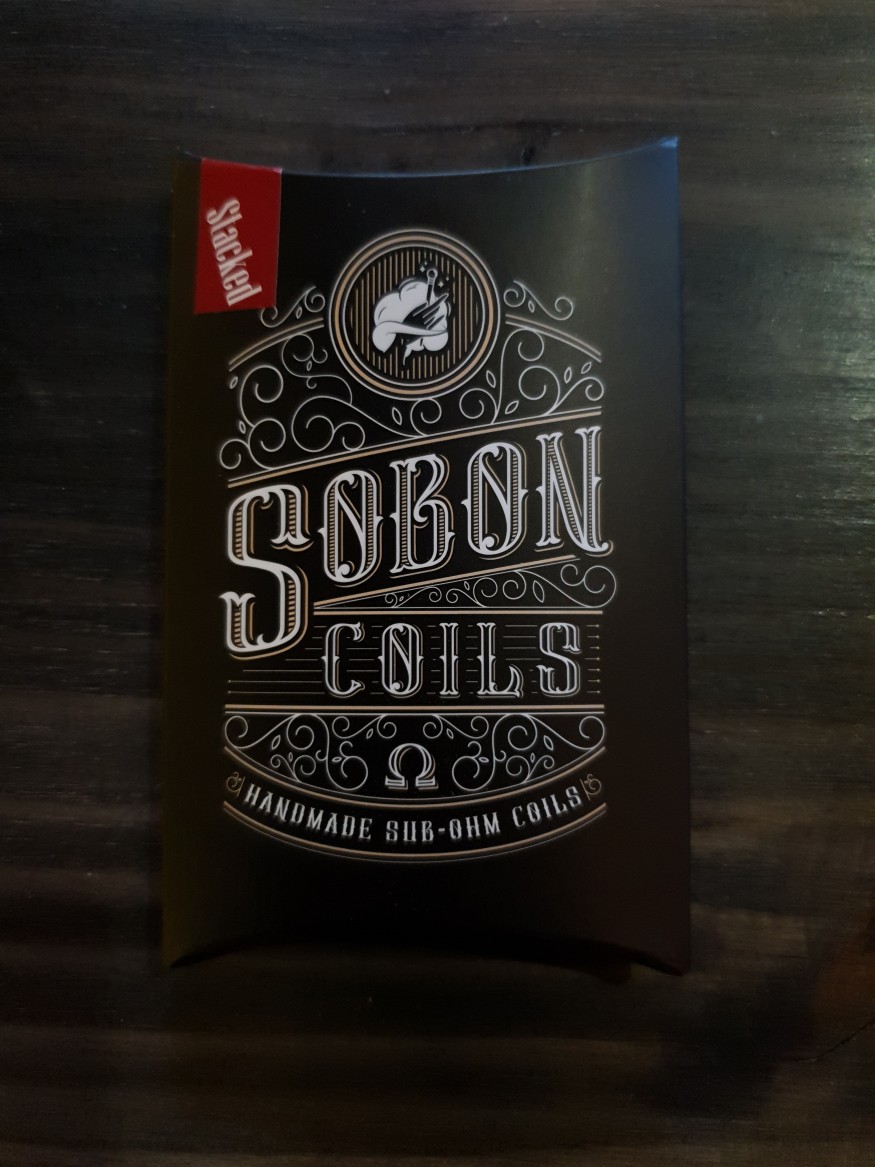 Stacked
SOBON
COILS
Ω
HANDMADE SUB-OHM COILS